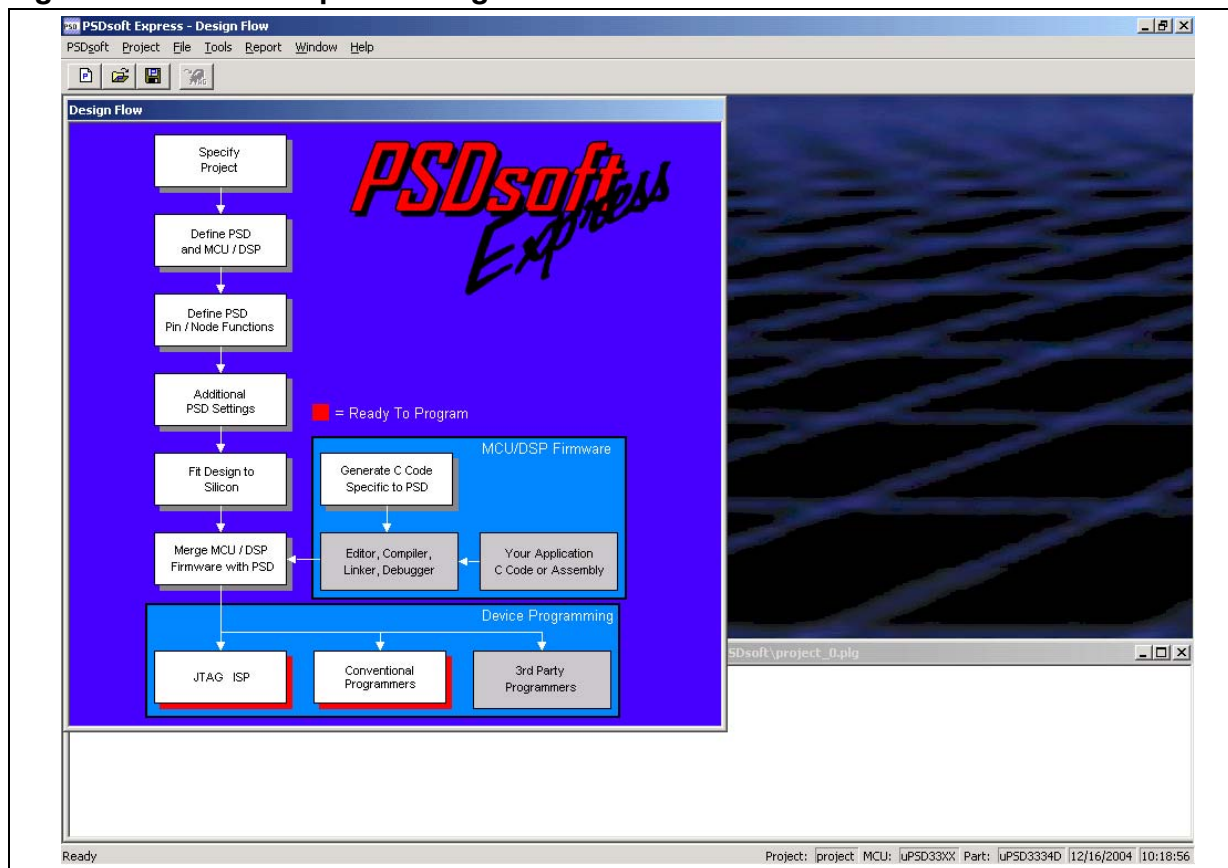 PSDsoft Express - Design Flow
PSDsoft Project File Tools Report Window Help
Design Flow
PSDsoft
Express
Specify
Project
Define PSD
and MCU / DSP
Define PSD
Pin / Node Functions
Additional
PSD Settings
= Ready To Program
Fit Design to
Silicon
MCU/DSP Firmware
Generate C Code
Specific to PSD
Merge MCU / DSP
Firmware with PSD
Editor, Compiler,
Linker, Debugger
Your Application
C Code or Assembly
Device Programming
JTAG ISP
Conventional
Programmers
3rd Party
Programmers
SDsoft\project_0.plg
Ready
Project: project MCU: uPSD33XX Part: uPSD3334D 12/16/2004 10:18:56